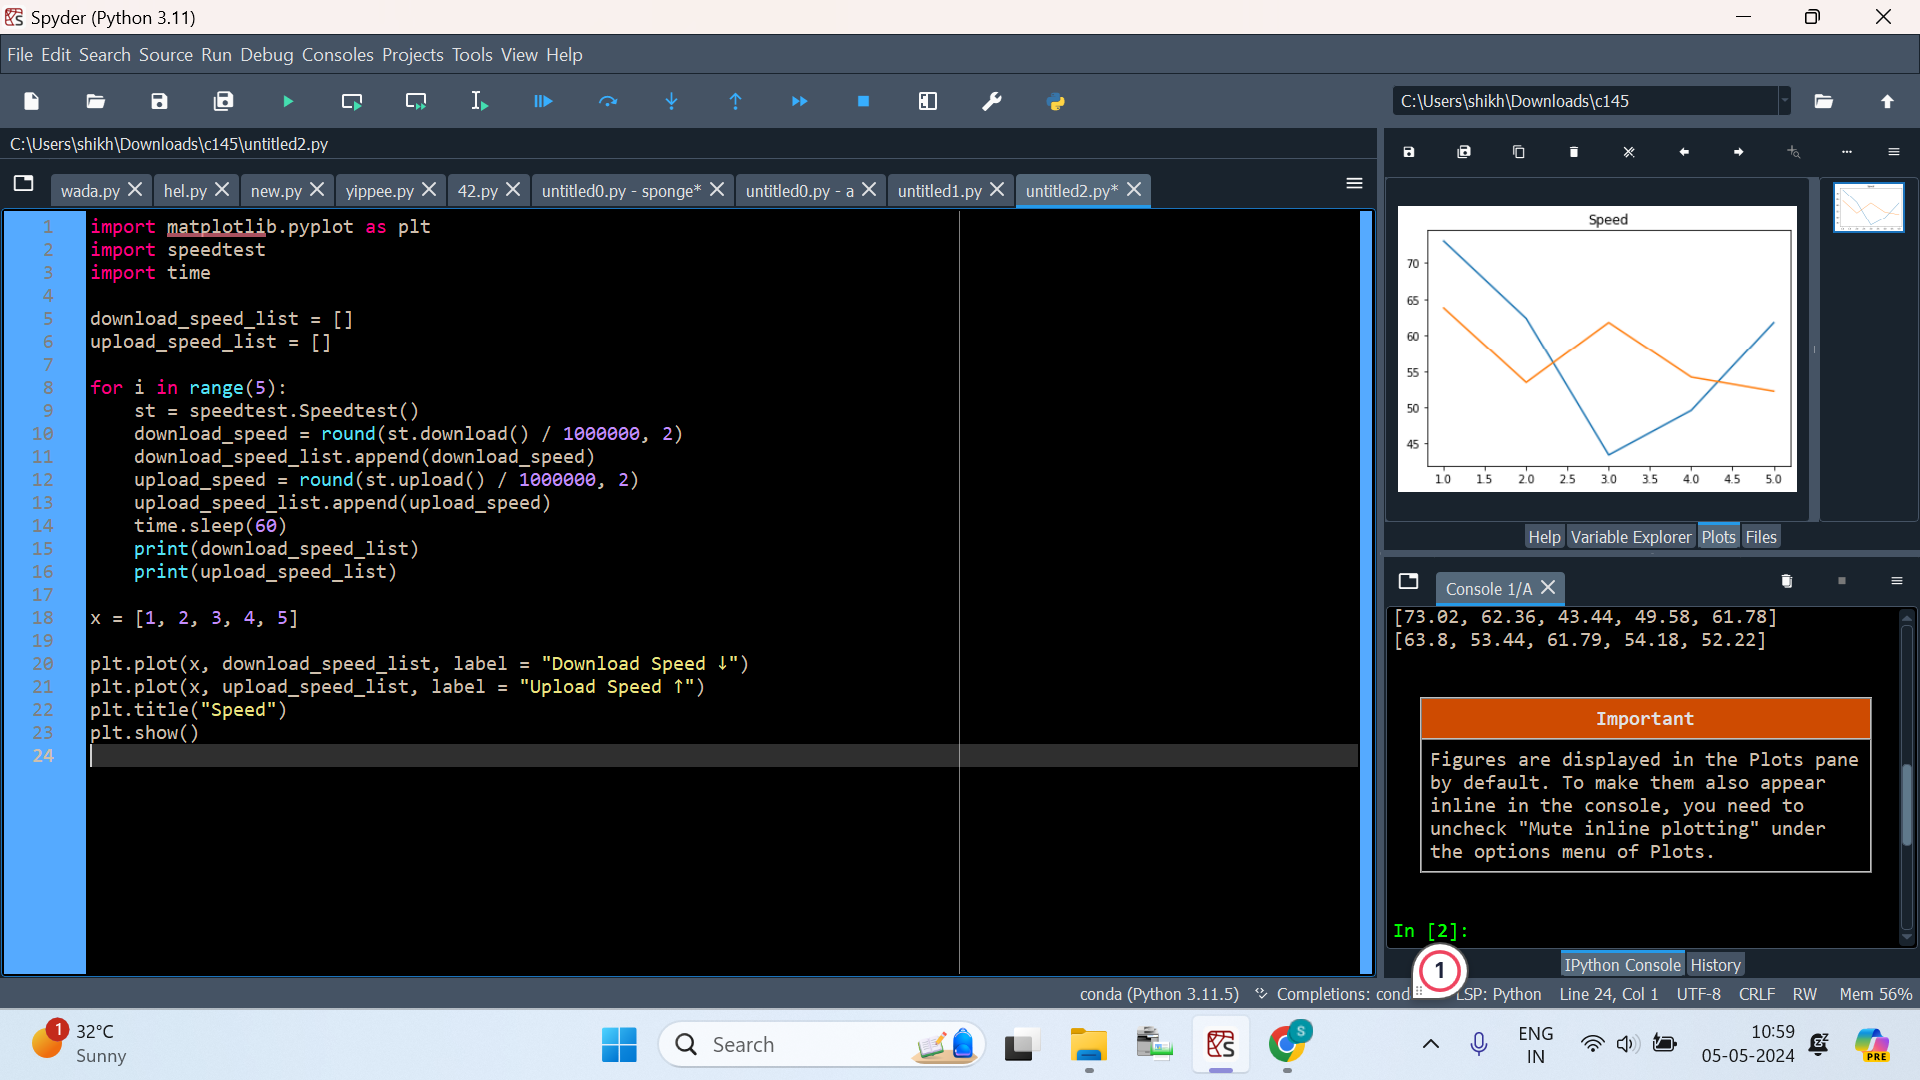 Spyder (Python 3.11)
File Edit Search Source Run Debug Consoles Projects Tools View Help
C:\Users\shikh\Downloads\c145
C:\Users\shikh\Downloads\c145\untitled2.py
wada.py hel.py new.py yippee.py 42.py untitled0.py - sponge* untitled0.py - a untitled1.py untitled2.py*
1 import matplotlib.pyplot as plt
2 import speedtest
3 import time
4
5 download_speed_list = []
6 upload_speed_list = []
7
8 for i in range(5):
9     st = speedtest.Speedtest()
10     download_speed = round(st.download() / 1000000, 2)
11     download_speed_list.append(download_speed)
12     upload_speed = round(st.upload() / 1000000, 2)
13     upload_speed_list.append(upload_speed)
14     time.sleep(60)
15     print(download_speed_list)
16     print(upload_speed_list)
17
18 x = [1, 2, 3, 4, 5]
19
20 plt.plot(x, download_speed_list, label = "Download Speed ↓")
21 plt.plot(x, upload_speed_list, label = "Upload Speed ↑")
22 plt.title("Speed")
23 plt.show()
24
Speed
70
65
60
55
50
45
1.0 1.5 2.0 2.5 3.0 3.5 4.0 4.5 5.0
Help Variable Explorer Plots Files
Console 1/A
[73.02, 62.36, 43.44, 49.58, 61.78]
[63.8, 53.44, 61.79, 54.18, 52.22]
Important
Figures are displayed in the Plots pane
by default. To make them also appear
inline in the console, you need to
uncheck "Mute inline plotting" under
the options menu of Plots.
In [2]:
1
IPython Console History
conda (Python 3.11.5) Completions: cond LSP: Python Line 24, Col 1 UTF-8 CRLF RW Mem 56%
1
32°C
Sunny
Search
S
ENG
IN
10:59
05-05-2024
PRE